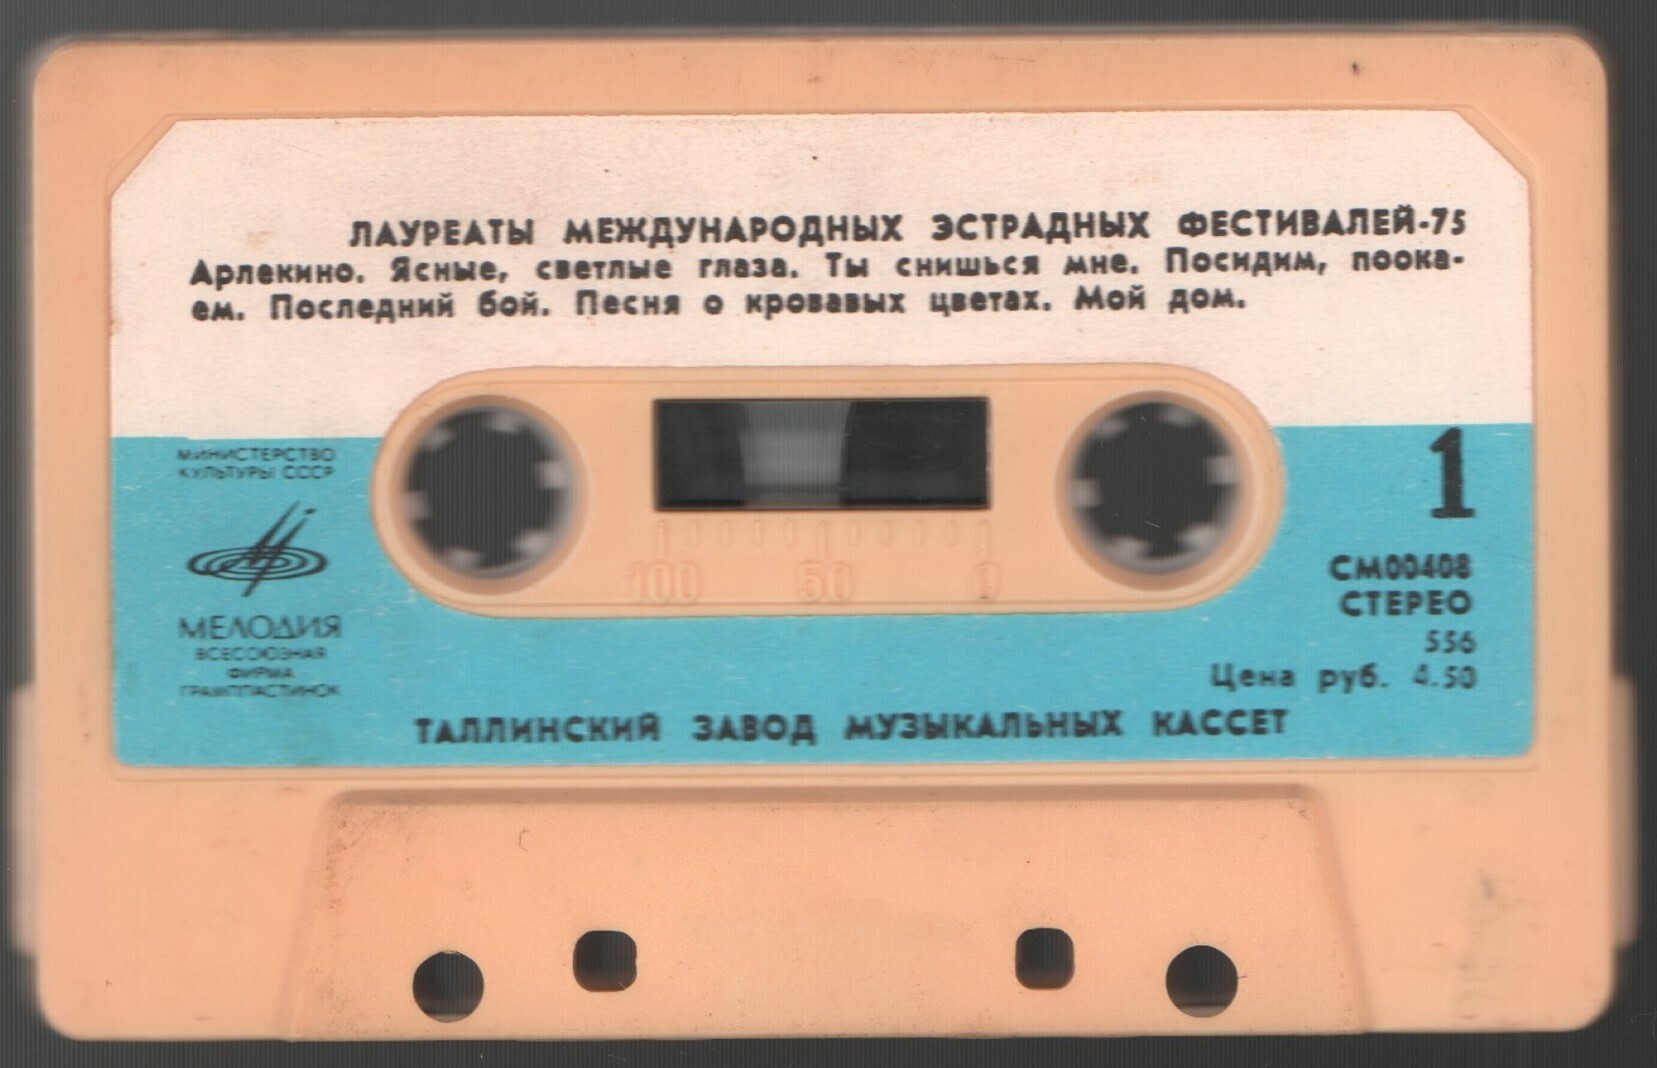 ЛАУРЕАТЫ МЕЖДУНАРОДНЫХ ЭСТРАДНЫХ ФЕСТИВАЛЕЙ-75
Арлекино. Ясные, светлые глаза. Ты снишься мне. Посидим, поока-
ем. Последний бой. Песня о кровавых цветах. Мой дом.
МИНИСТЕРСТВО
КУЛЬТУРЫ СССР
МЕЛОДИЯ
ВСЕСОЮЗНАЯ
ФИРМА
ГРАМПЛАСТИНОК
100 50 0
1
СМ00408
СТЕРЕО
556
Цена руб. 4.50
ТАЛЛИНСКИЙ ЗАВОД МУЗЫКАЛЬНЫХ КАССЕТ